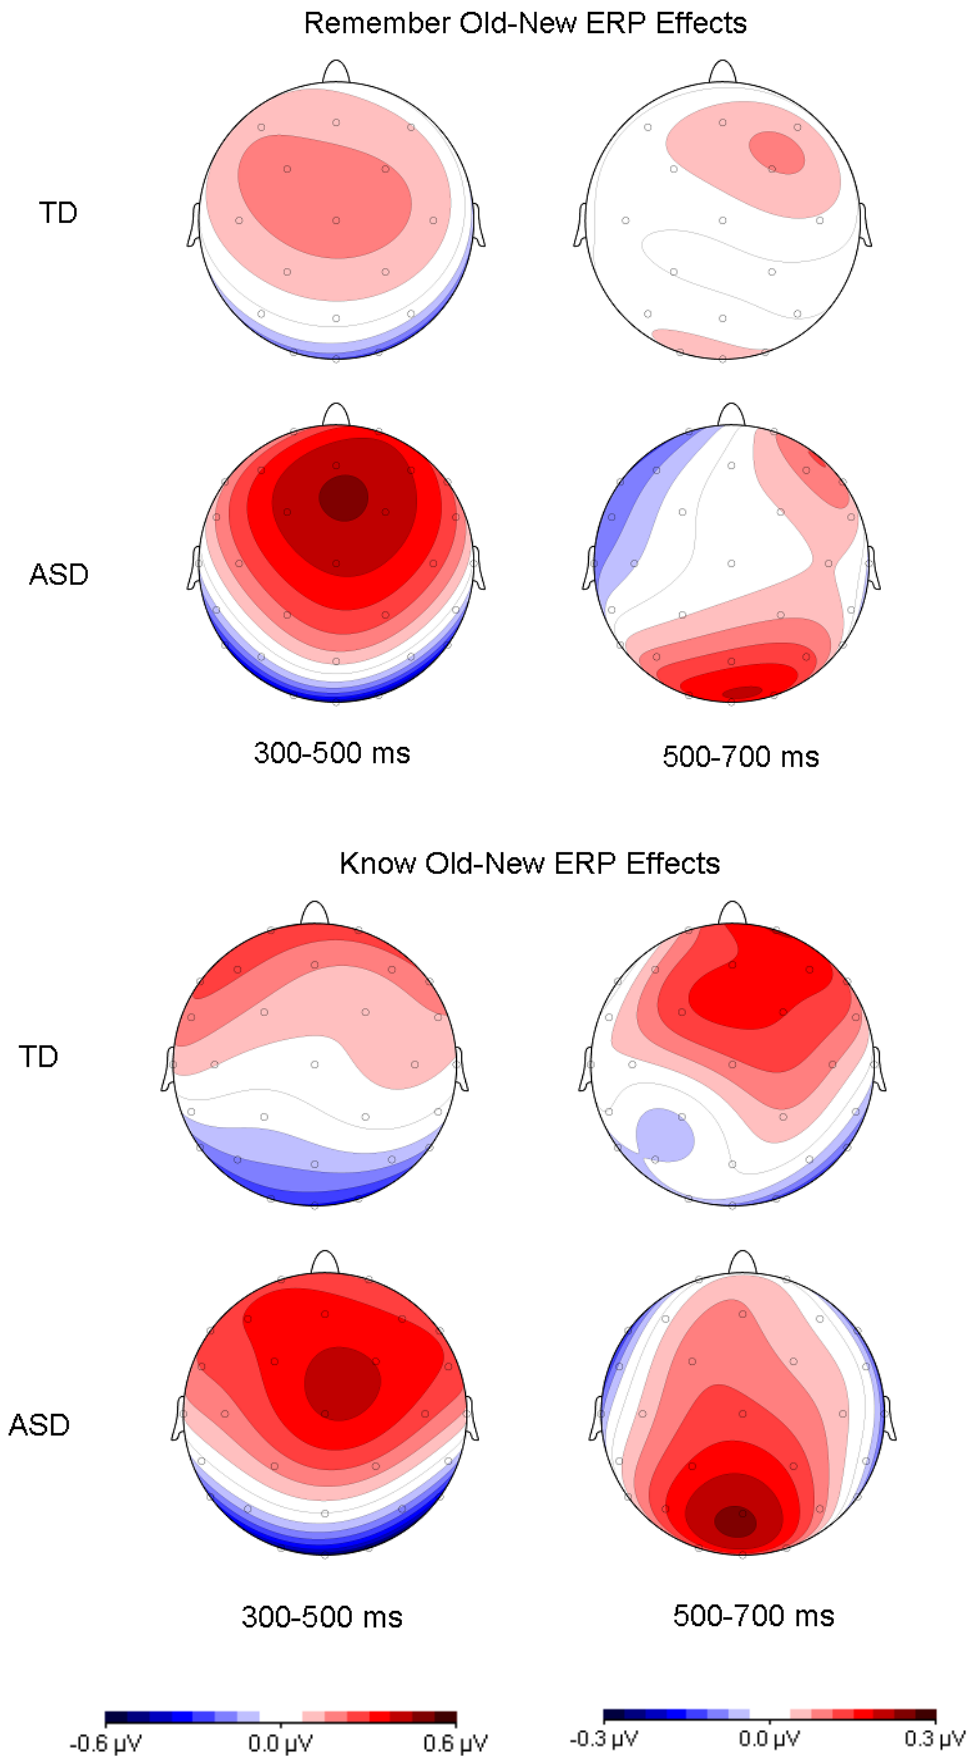 Remember Old-New ERP Effects
TD
ASD
300-500 ms
500-700 ms
Know Old-New ERP Effects
TD
ASD
300-500 ms
500-700 ms
-0.6 µV 0.0 µV 0.6 µV
-0.3 µV 0.0 µV 0.3 µV